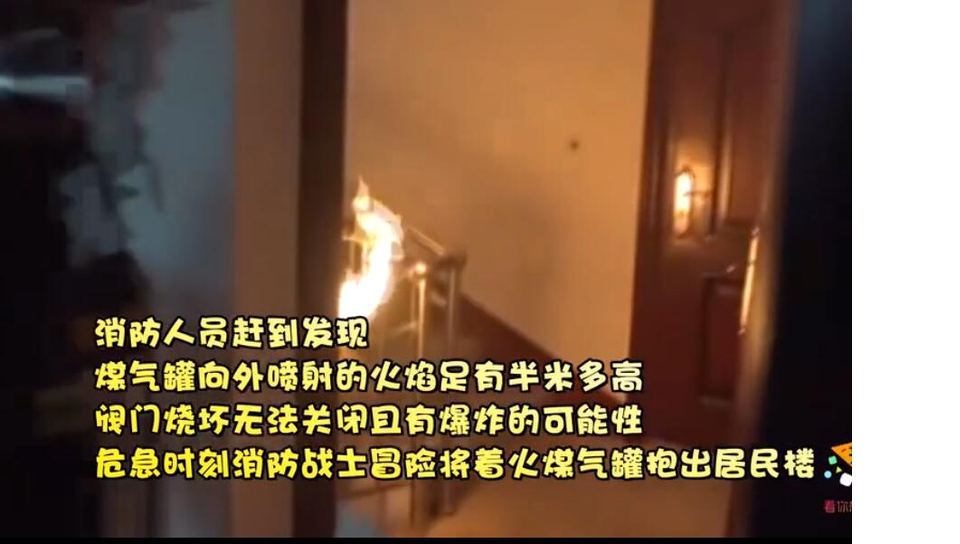 消防人员赶到发现
煤气罐向外喷射的火焰足有半米多高
阀门烧坏无法关闭且有爆炸的可能性
危急时刻消防战士冒险将着火煤气罐抱出居民楼
看你